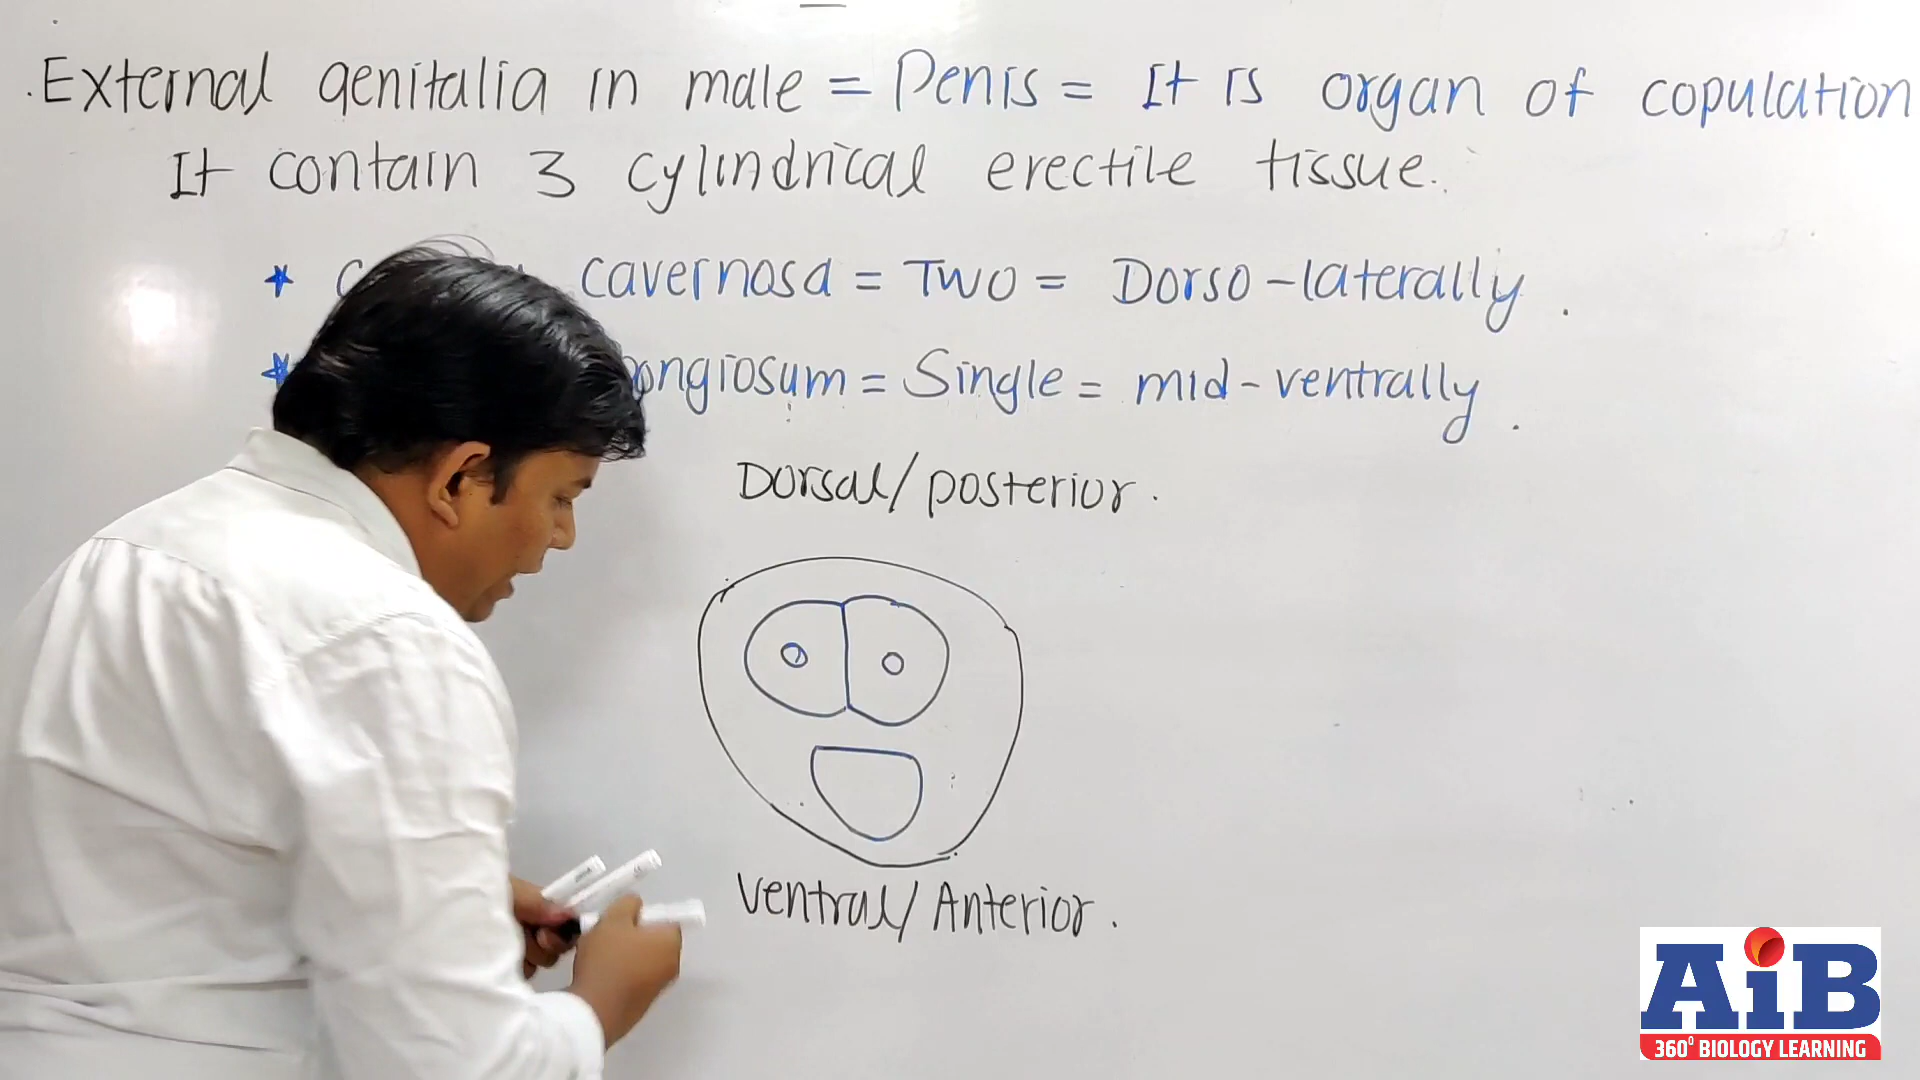 External genitalia in male = Penis = It is organ of copulation
It contain 3 cylindrical erectile tissue.
* cavernosa = Two = Dorso-laterally.
* = Single = mid-ventrally.
Dorsal/posterior.
ventral/Anterior.
AiB
360° BIOLOGY LEARNING